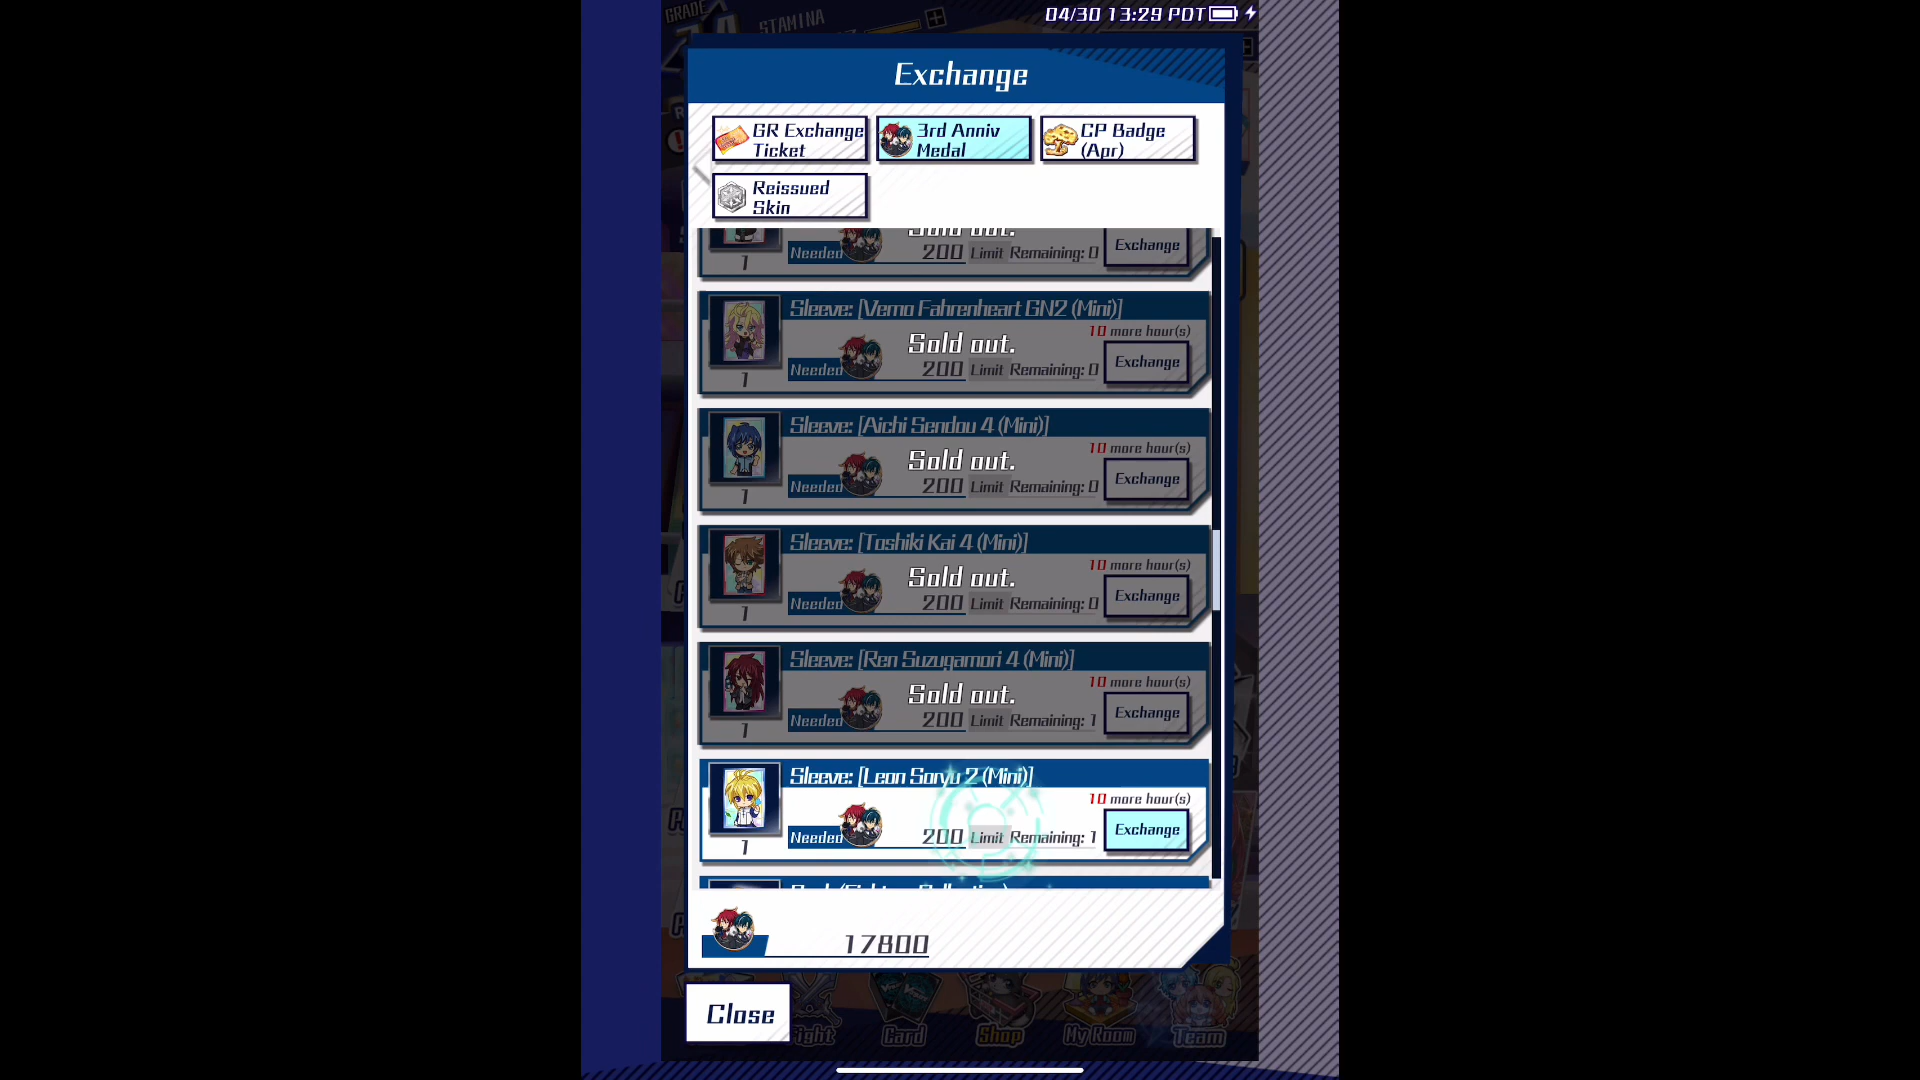 GRADE
STAMINA
04/30 13:29 PDT
Exchange
GR Exchange
Ticket
3rd Anniv
Medal
CP Badge
(Apr)
Reissued
Skin
Sold out.
1
Needed
200
Limit Remaining: 0
Exchange
Sleeve: [Verno Fahrenheart GN2 (Mini)]
10 more hour(s)
Sold out.
1
Needed
200
Limit Remaining: 0
Exchange
Sleeve: [Aichi Sendou 4 (Mini)]
10 more hour(s)
Sold out.
1
Needed
200
Limit Remaining: 0
Exchange
Sleeve: [Toshiki Kai 4 (Mini)]
10 more hour(s)
Sold out.
1
Needed
200
Limit Remaining: 0
Exchange
Sleeve: [Ren Suzugamori 4 (Mini)]
10 more hour(s)
Sold out.
1
Needed
200
Limit Remaining: 1
Exchange
Sleeve: [Leon Soryu 2 (Mini)]
10 more hour(s)
1
Needed
200
Limit Remaining: 1
Exchange
17800
Close
Card
Shop
My Room
Team